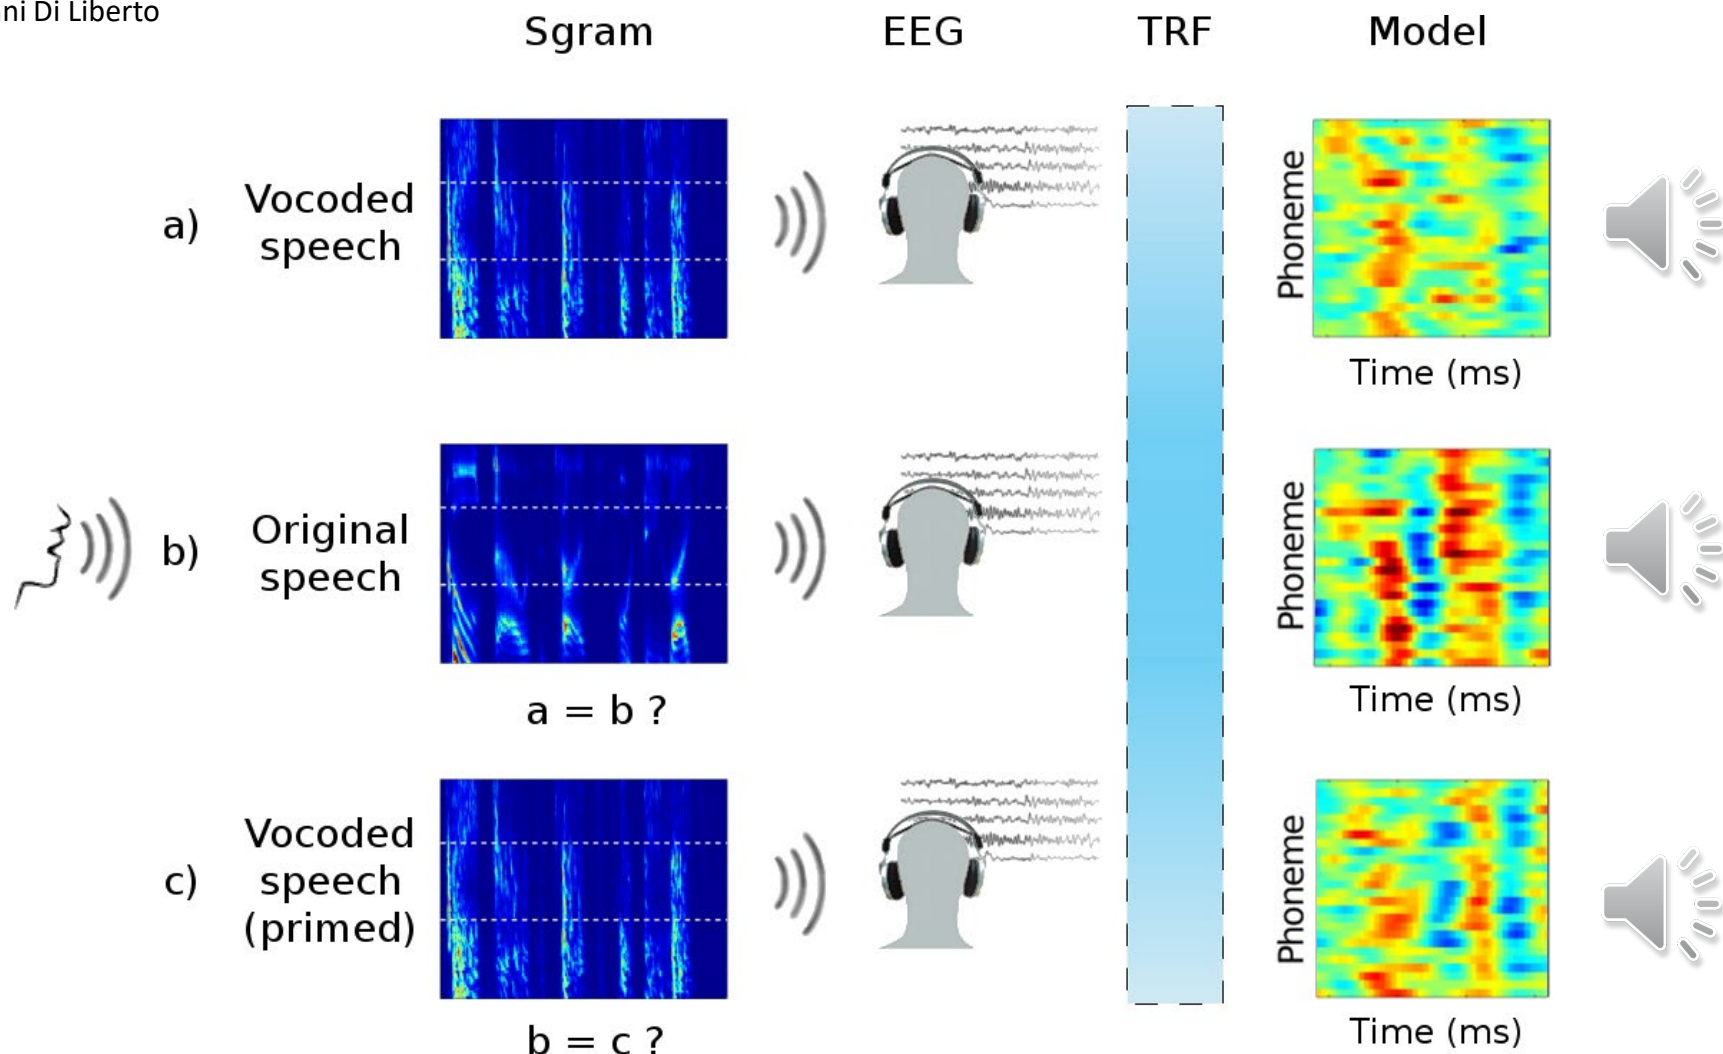 ni Di Liberto
Sgram EEG TRF Model
a) Vocoded speech
Phoneme
Time (ms)
b) Original speech
Phoneme
Time (ms)
a = b ?
c) Vocoded speech (primed)
Phoneme
Time (ms)
b = c ?